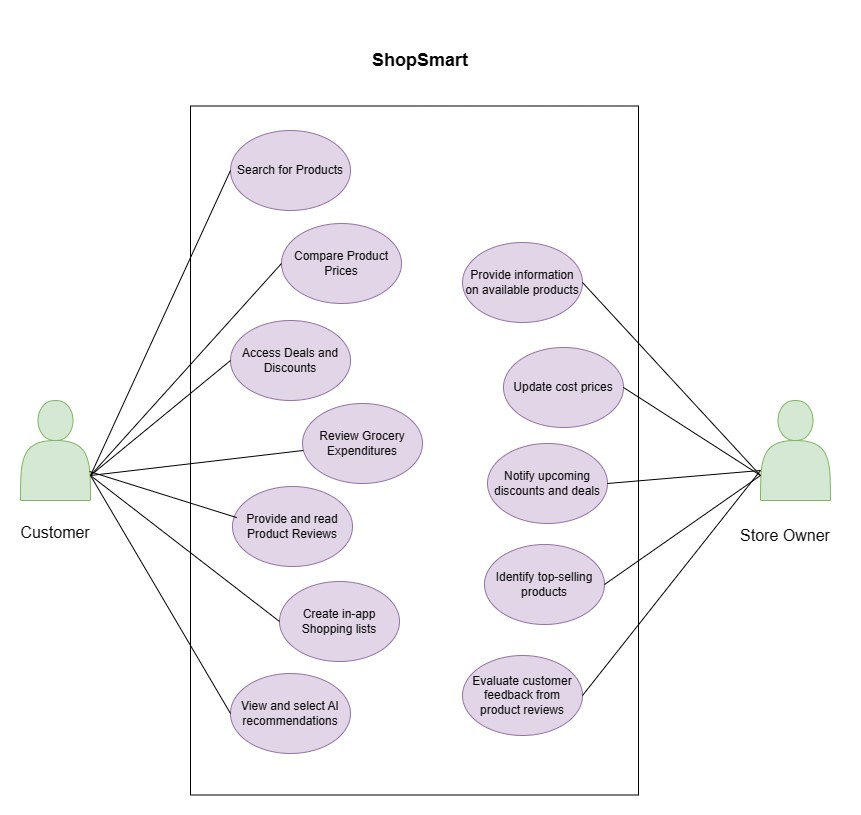 ShopSmart
Search for Products
Compare Product
Prices
Access Deals and
Discounts
Review Grocery
Expenditures
Provide and read
Product Reviews
Create in-app
Shopping lists
View and select AI
recommendations
Customer
Provide information
on available products
Update cost prices
Notify upcoming
discounts and deals
Identify top-selling
products
Evaluate customer
feedback from
product reviews
Store Owner